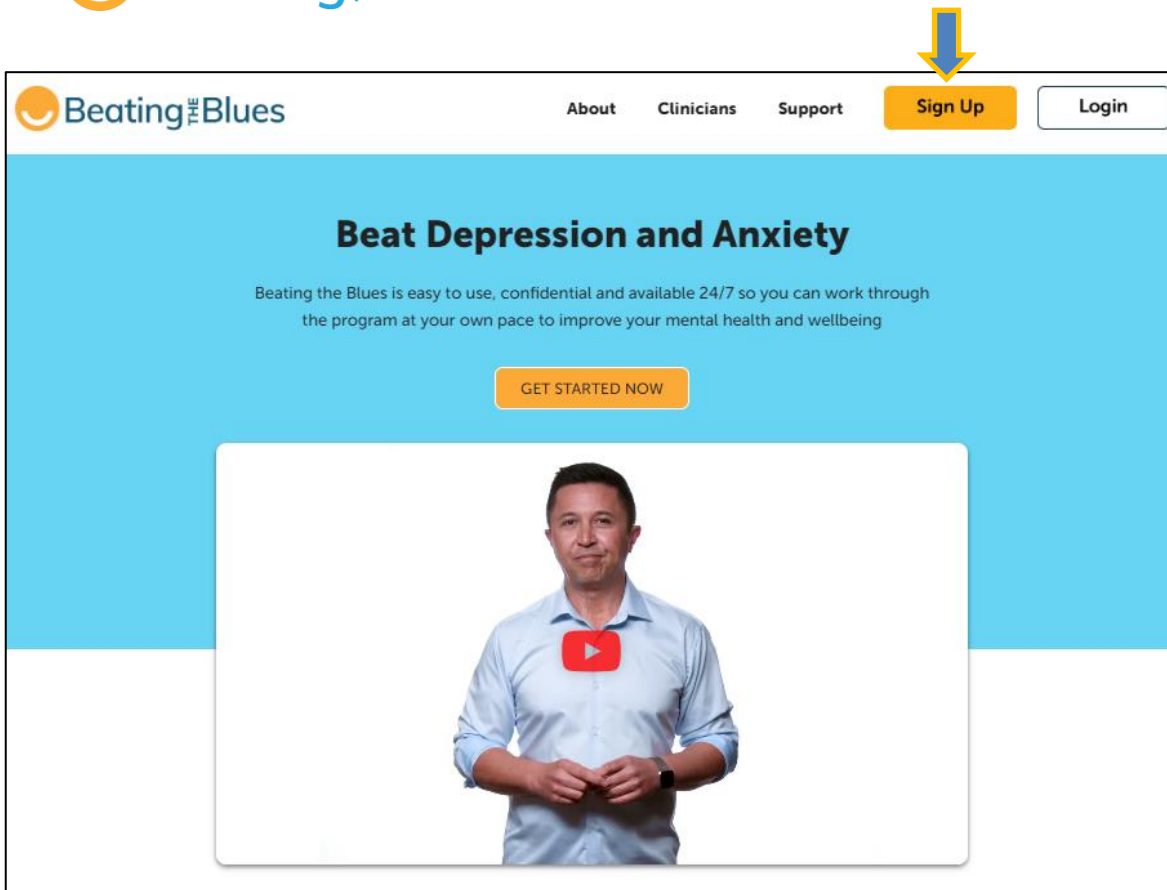 Beating THE Blues
About Clinicians Support Sign Up Login
Beat Depression and Anxiety
Beating the Blues is easy to use, confidential and available 24/7 so you can work through
the program at your own pace to improve your mental health and wellbeing
GET STARTED NOW